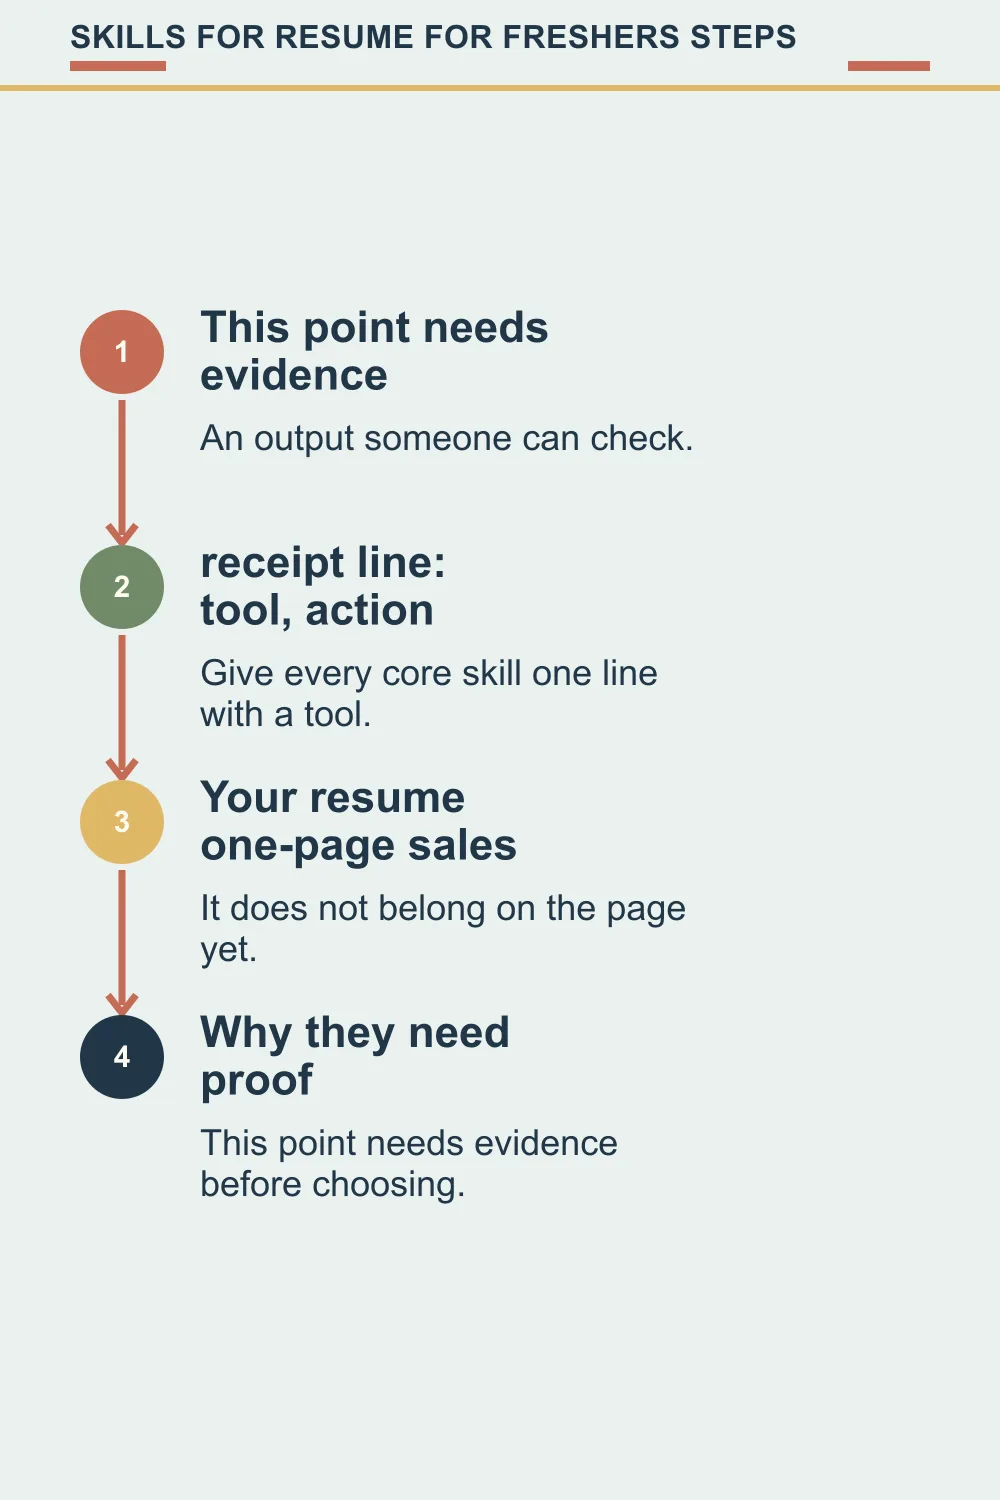 SKILLS FOR RESUME FOR FRESHERS STEPS
1
This point needs
evidence
An output someone can check.
2
receipt line:
tool, action
Give every core skill one line
with a tool.
3
Your resume
one-page sales
It does not belong on the page
yet.
4
Why they need
proof
This point needs evidence
before choosing.